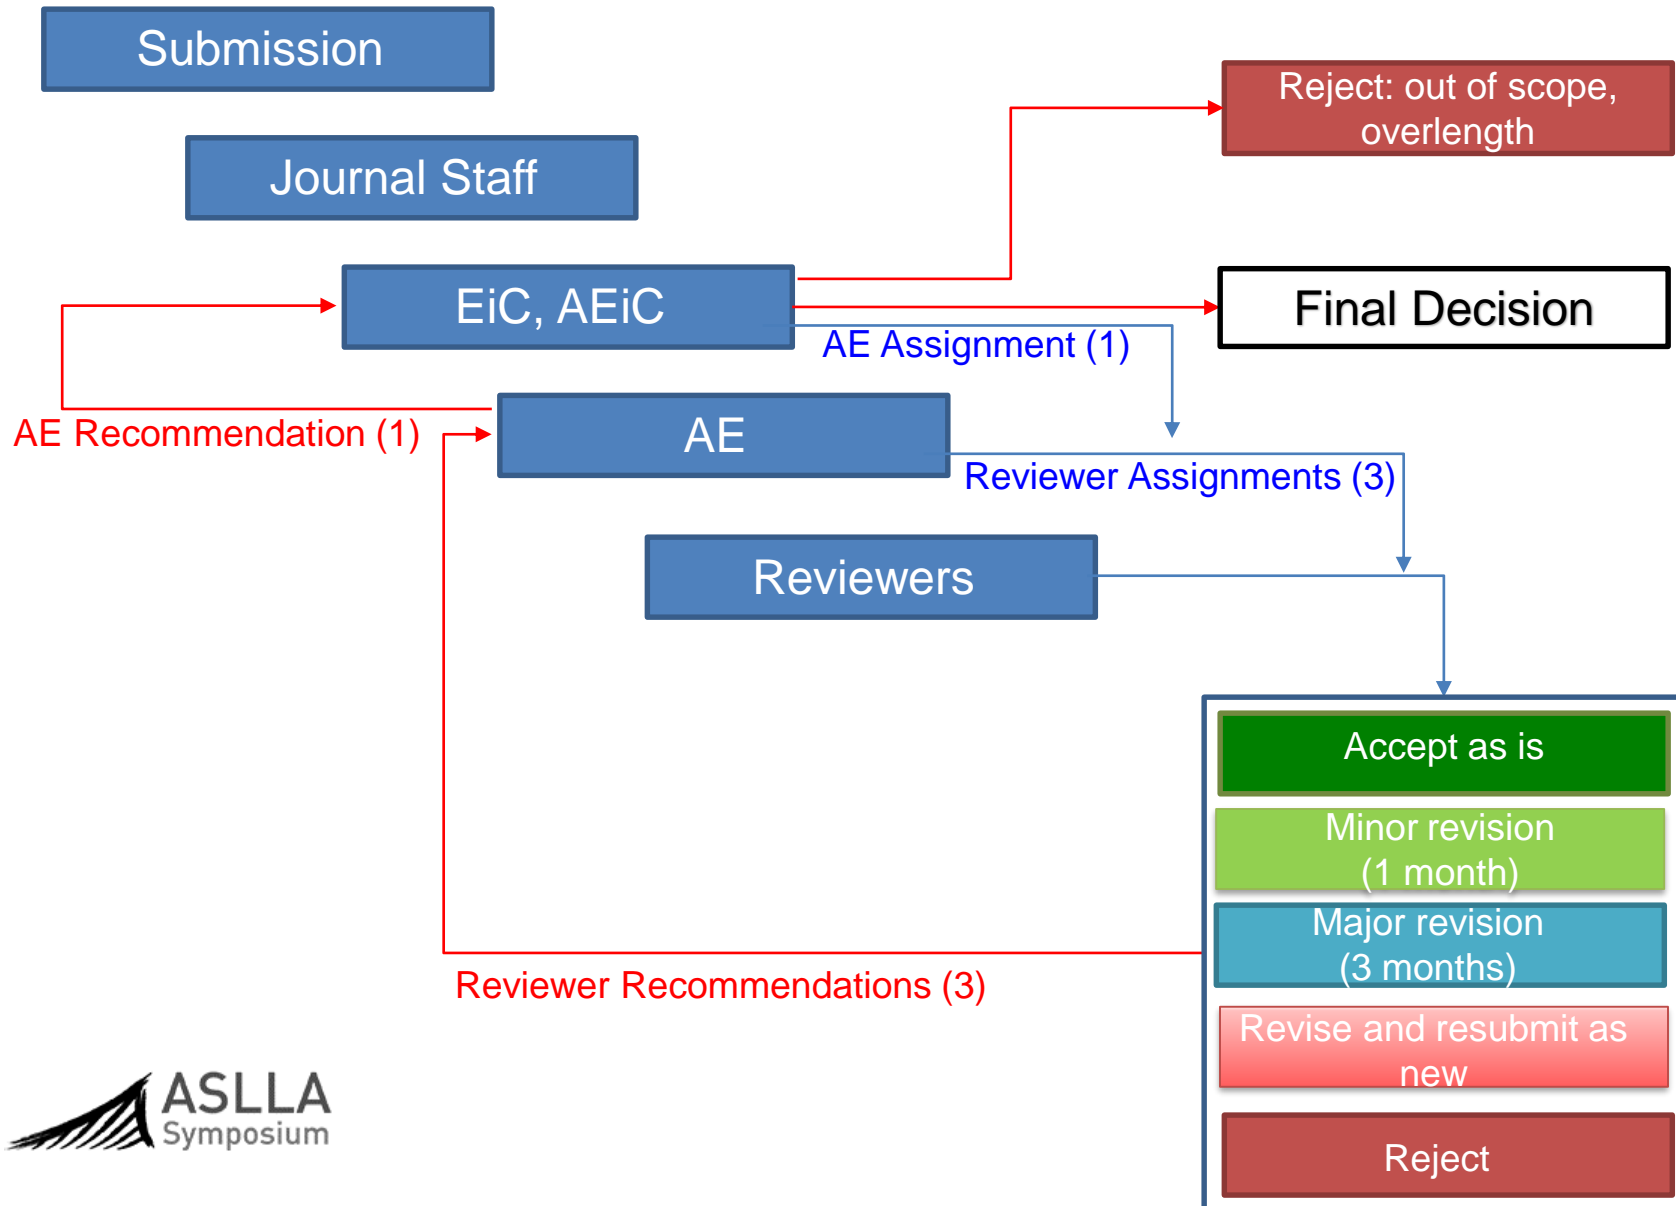 Submission
Reject: out of scope,
overlength
Journal Staff
EiC, AEiC
Final Decision
AE Assignment (1)
AE Recommendation (1)
AE
Reviewer Assignments (3)
Reviewers
Accept as is
Minor revision
(1 month)
Major revision
(3 months)
Reviewer Recommendations (3)
Revise and resubmit as
new
Reject
ASLLA
Symposium